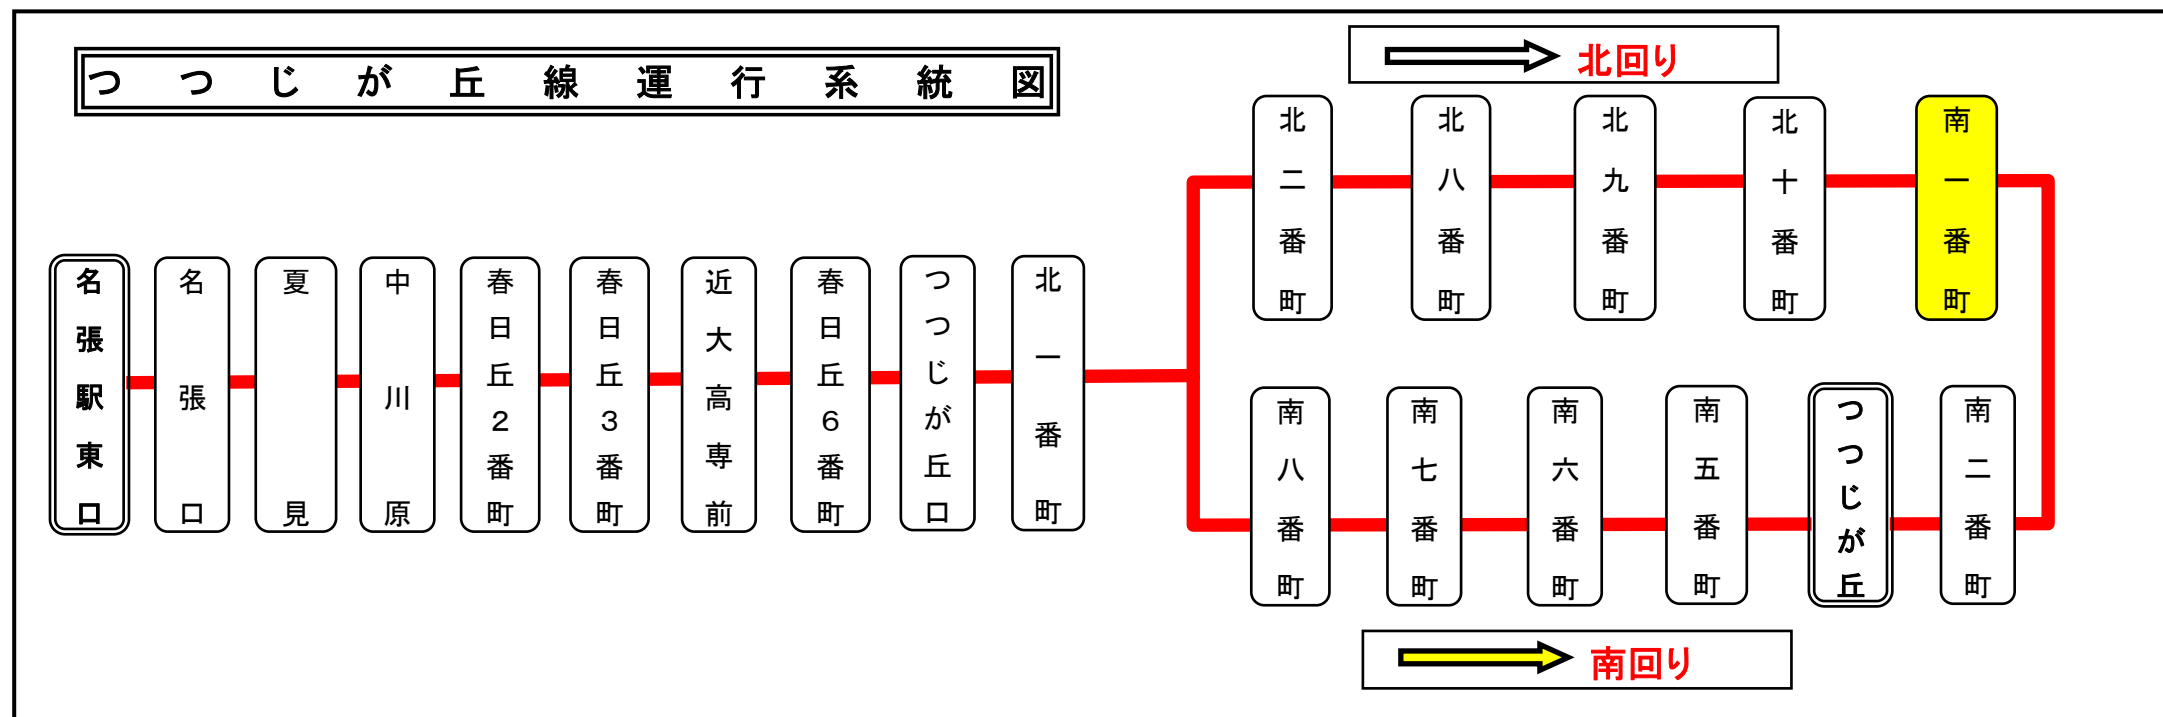 つつじが丘線運行系統図
北回り
北二番町
北八番町
北九番町
北十番町
南一番町
名張駅東口
名張口
夏見
中川原
春日丘2番町
春日丘3番町
近大高専前
春日丘6番町
つつじが丘口
北一番町
南八番町
南七番町
南六番町
南五番町
つつじが丘
南二番町
南回り